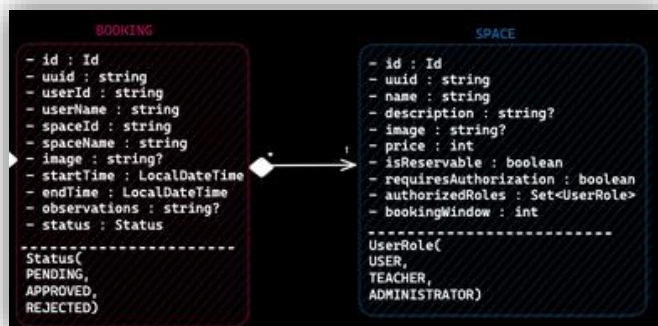 BOOKING
- id : Id
- uuid : string
- userId : string
- userName : string
- spaceId : string
- spaceName : string
- image : string?
- startTime : LocalDateTime
- endTime : LocalDateTime
- observations : string?
- status : Status
Status(
PENDING,
APPROVED,
REJECTED)
*
1
SPACE
- id : Id
- uuid : string
- name : string
- description : string?
- image : string?
- price : int
- isReservable : boolean
- requiresAuthorization : boolean
- authorizedRoles : Set<UserRole>
- bookingWindow : int
UserRole(
USER,
TEACHER,
ADMINISTRATOR)